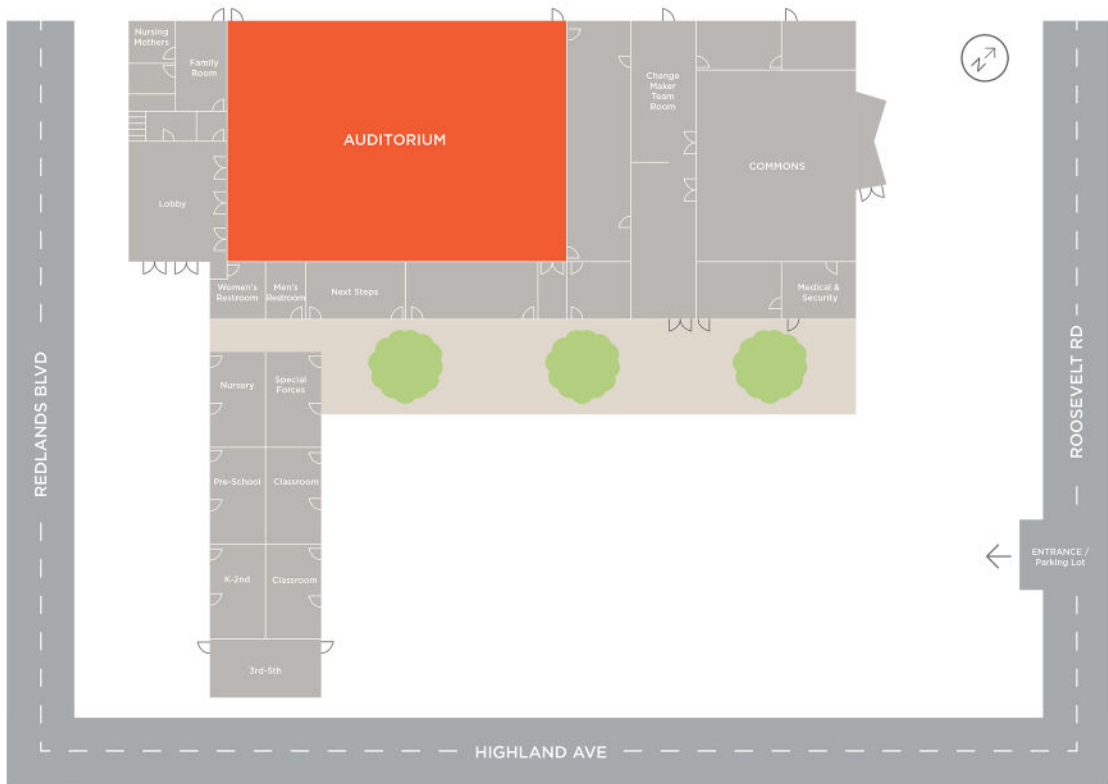 Nursing
Mothers
Family
Room
AUDITORIUM
Change
Maker
Team
Room
N
COMMONS
Lobby
Women's
Restroom
Men's
Restroom
Next Steps
Medical &
Security
Nursery
Special
Forces
Pre-School
Classroom
K-2nd
Classroom
3rd-5th
REDLANDS BLVD
ROOSEVELT RD
ENTRANCE /
Parking Lot
HIGHLAND AVE